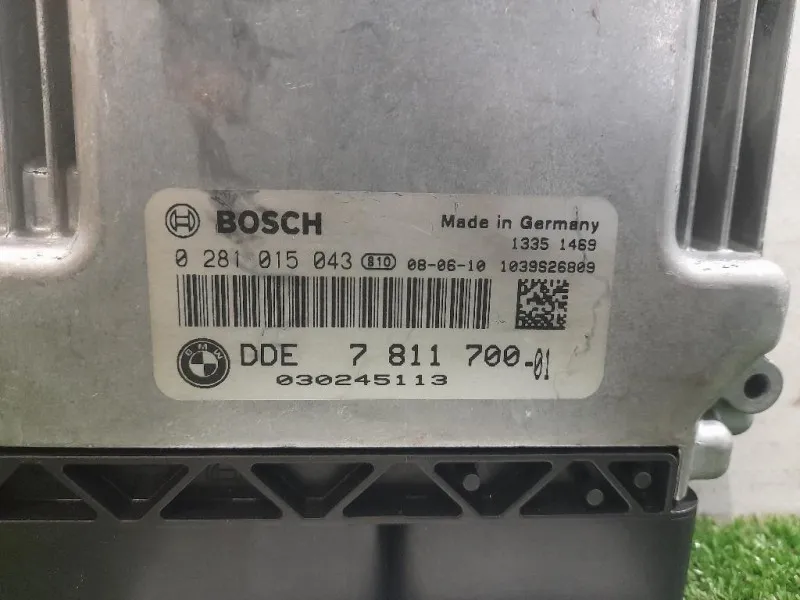 BOSCH
Made in Germany
1335 1469
0 281 015 043 810 08-06-10 1039S26809
BMW DDE 7 811 700-01
030245113